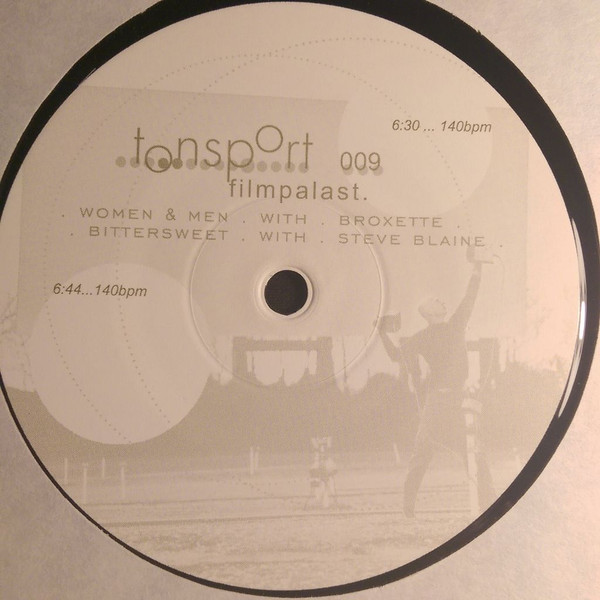 6:30 ... 140bpm
tonsport 009
filmpalast.
. WOMEN & MEN . WITH . BROXETTE .
. BITTERSWEET . WITH . STEVE BLAINE .
6:44...140bpm